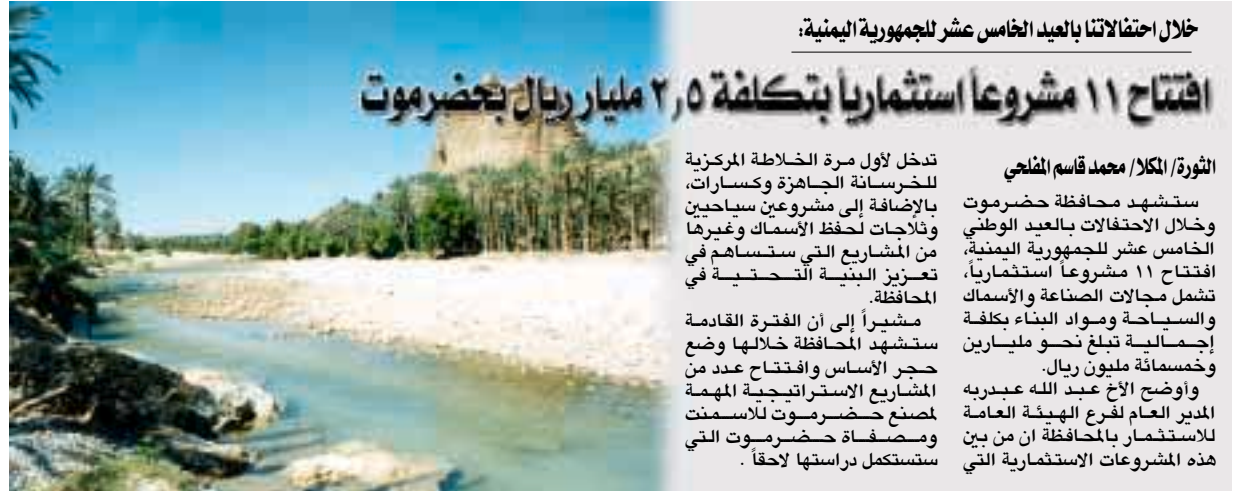 خلال احتفالاتنا بالعيد الخامس عشر للجمهورية اليمنية:
افتتاح ١١ مشروعاً استثمارياً بتكلفة ٢,٥ مليار ريال بحضرموت
الثورة/ المكلا/ محمد قاسم المفلحي
ستشهد محافظة حضرموت
وخلال الاحتفالات بالعيد الوطني
الخامس عشر للجمهورية اليمنية،
افتتاح ١١ مشروعاً استثمارياً،
تشمل مجالات الصناعة والأسماك
والسياحة ومواد البناء بكلفة
إجمالية تبلغ نحو مليارين
وخمسمائة مليون ريال.
وأوضح الأخ عبد الله عبدربه
المدير العام لفرع الهيئة العامة
للاستثمار بالمحافظة ان من بين
هذه المشروعات الاستثمارية التي
تدخل لأول مرة الخلاطة المركزية
للخرسانة الجاهزة وكسارات،
بالإضافة إلى مشروعين سياحيين
وثلاجات لحفظ الأسماك وغيرها
من المشاريع التي ستساهم في
تعزيز البنية التحتية في
المحافظة.
مشيراً إلى أن الفترة القادمة
ستشهد المحافظة خلالها وضع
حجر الأساس وافتتاح عدد من
المشاريع الاستراتيجية المهمة
لمصنع حضرموت للاسمنت
ومصفاة حضرموت التي
ستستكمل دراستها لاحقاً .